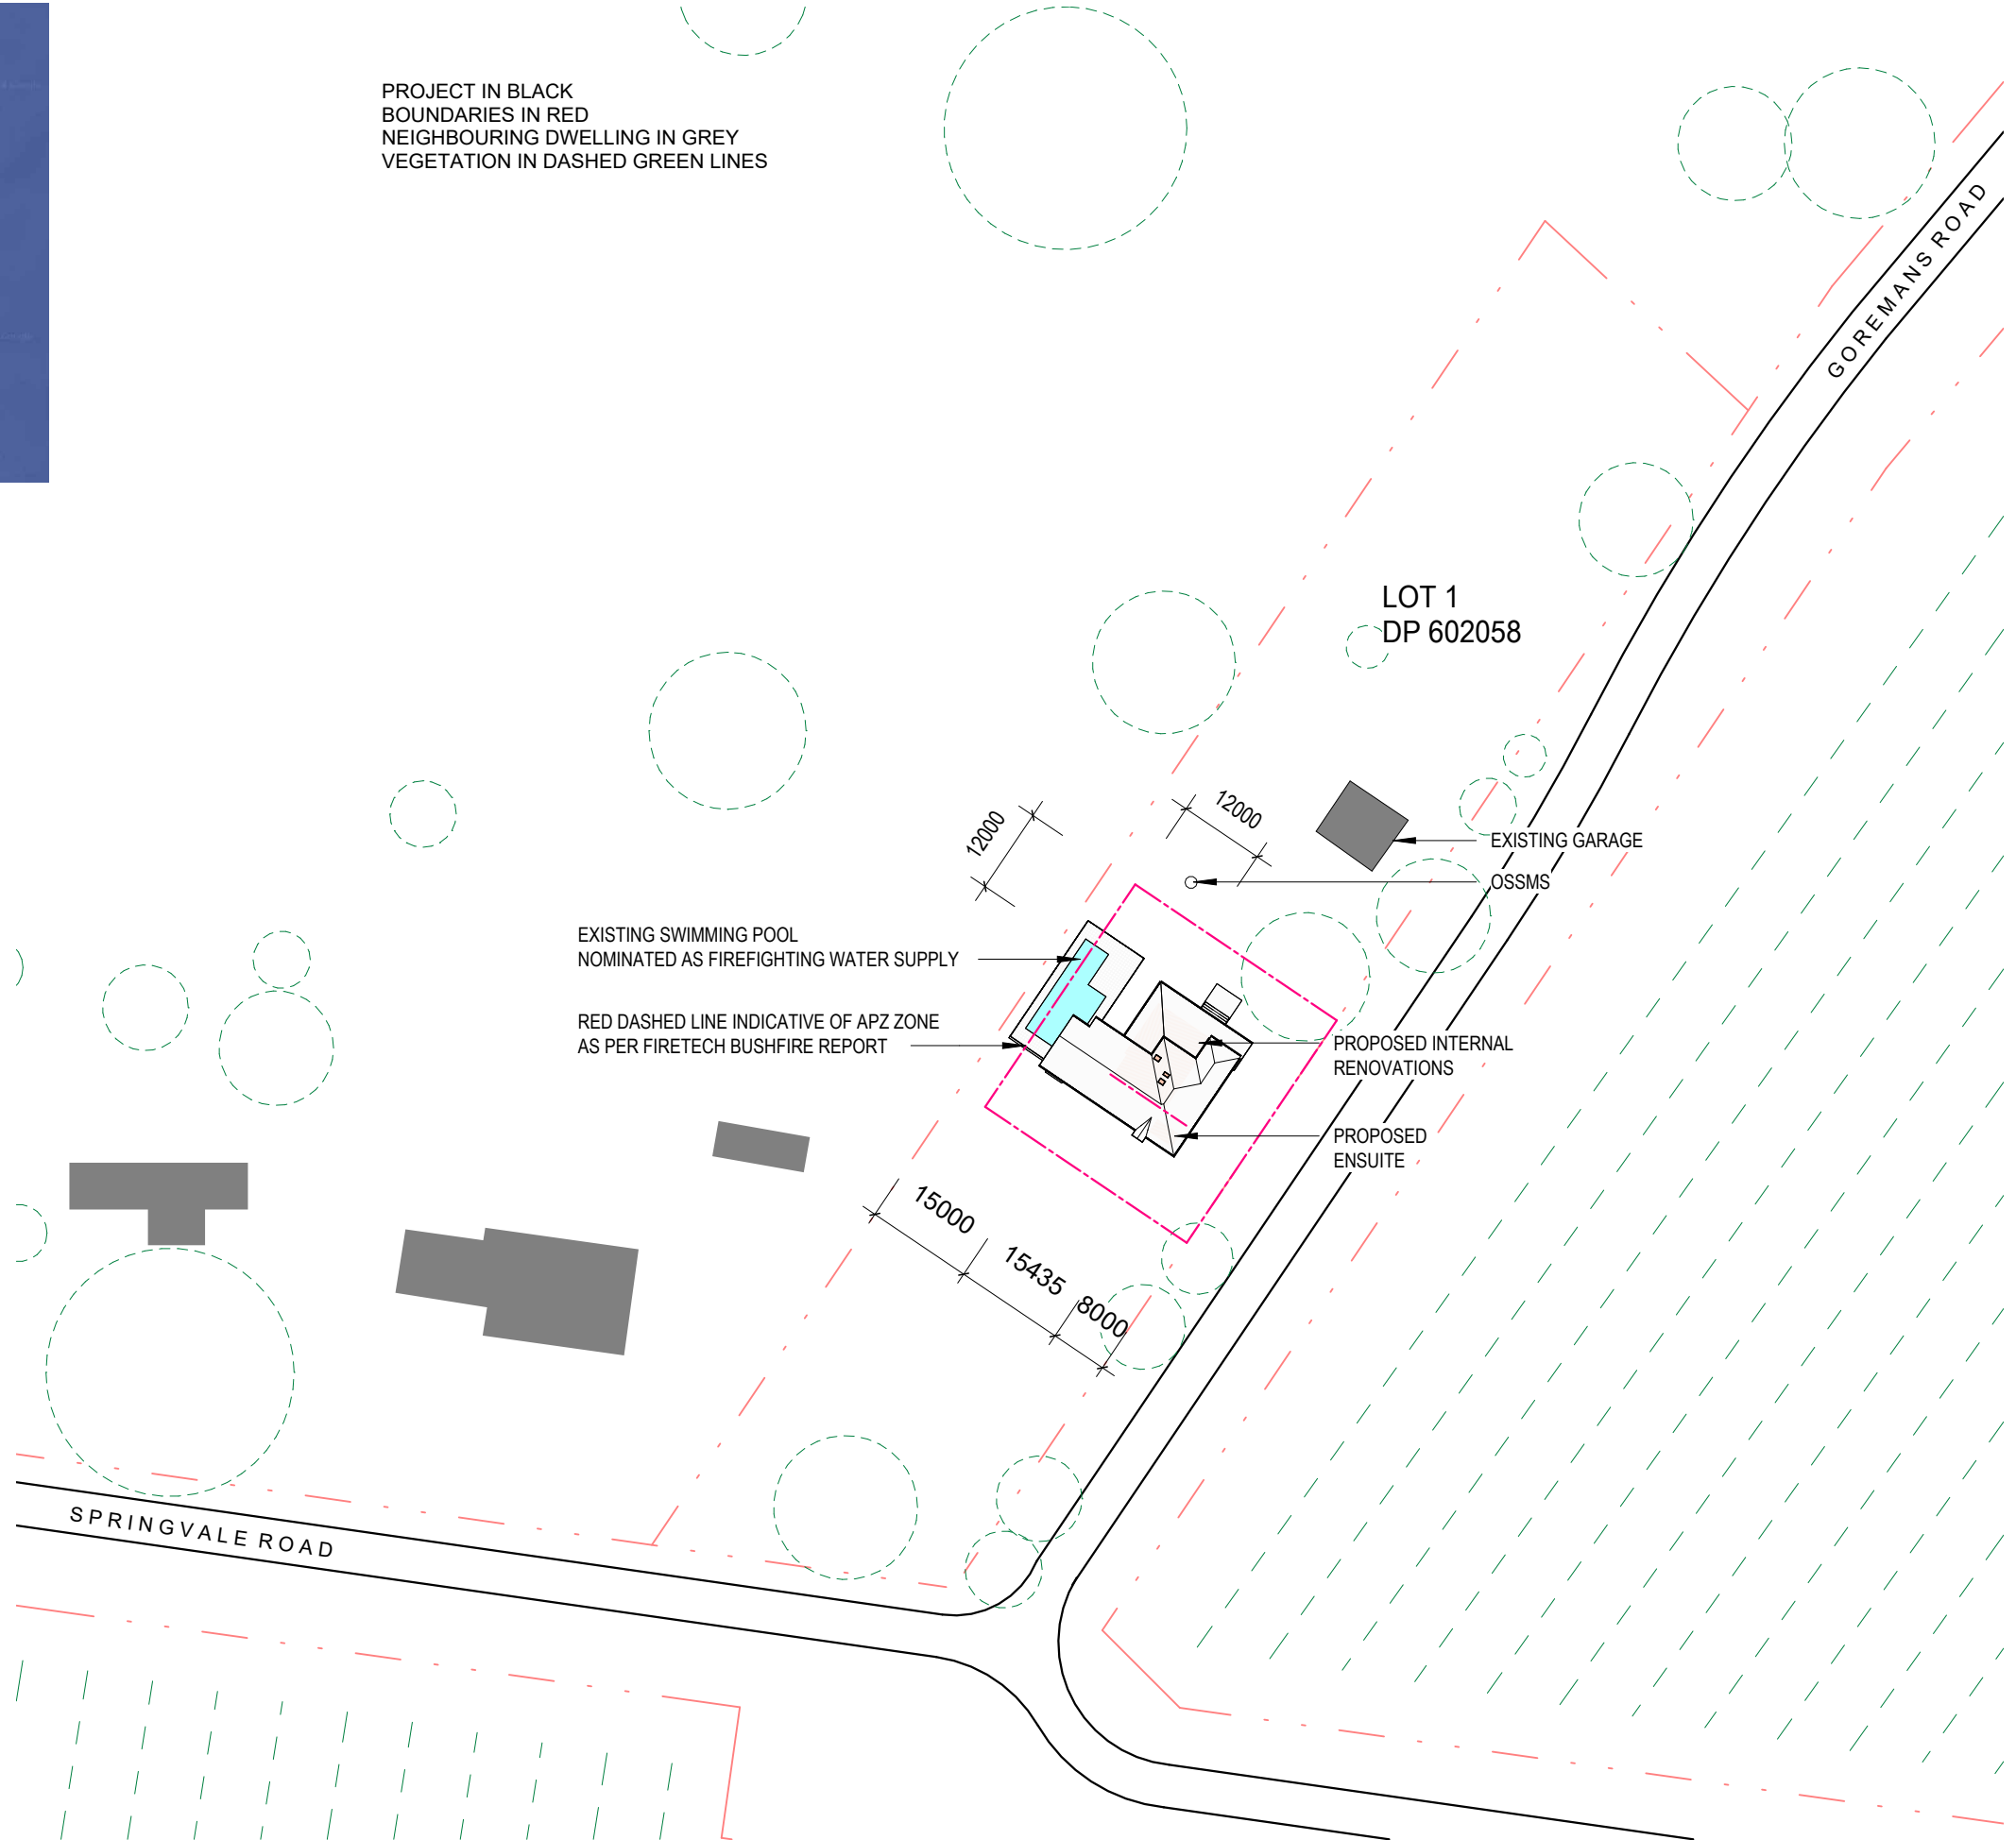 PROJECT IN BLACK
BOUNDARIES IN RED
NEIGHBOURING DWELLING IN GREY
VEGETATION IN DASHED GREEN LINES
GOREMANS ROAD
LOT 1
DP 602058
12000
12000
EXISTING GARAGE
OSSMS
EXISTING SWIMMING POOL
NOMINATED AS FIREFIGHTING WATER SUPPLY
RED DASHED LINE INDICATIVE OF APZ ZONE
AS PER FIRETECH BUSHFIRE REPORT
PROPOSED INTERNAL
RENOVATIONS
PROPOSED
ENSUITE
15000
15435
8000
SPRINGVALE ROAD